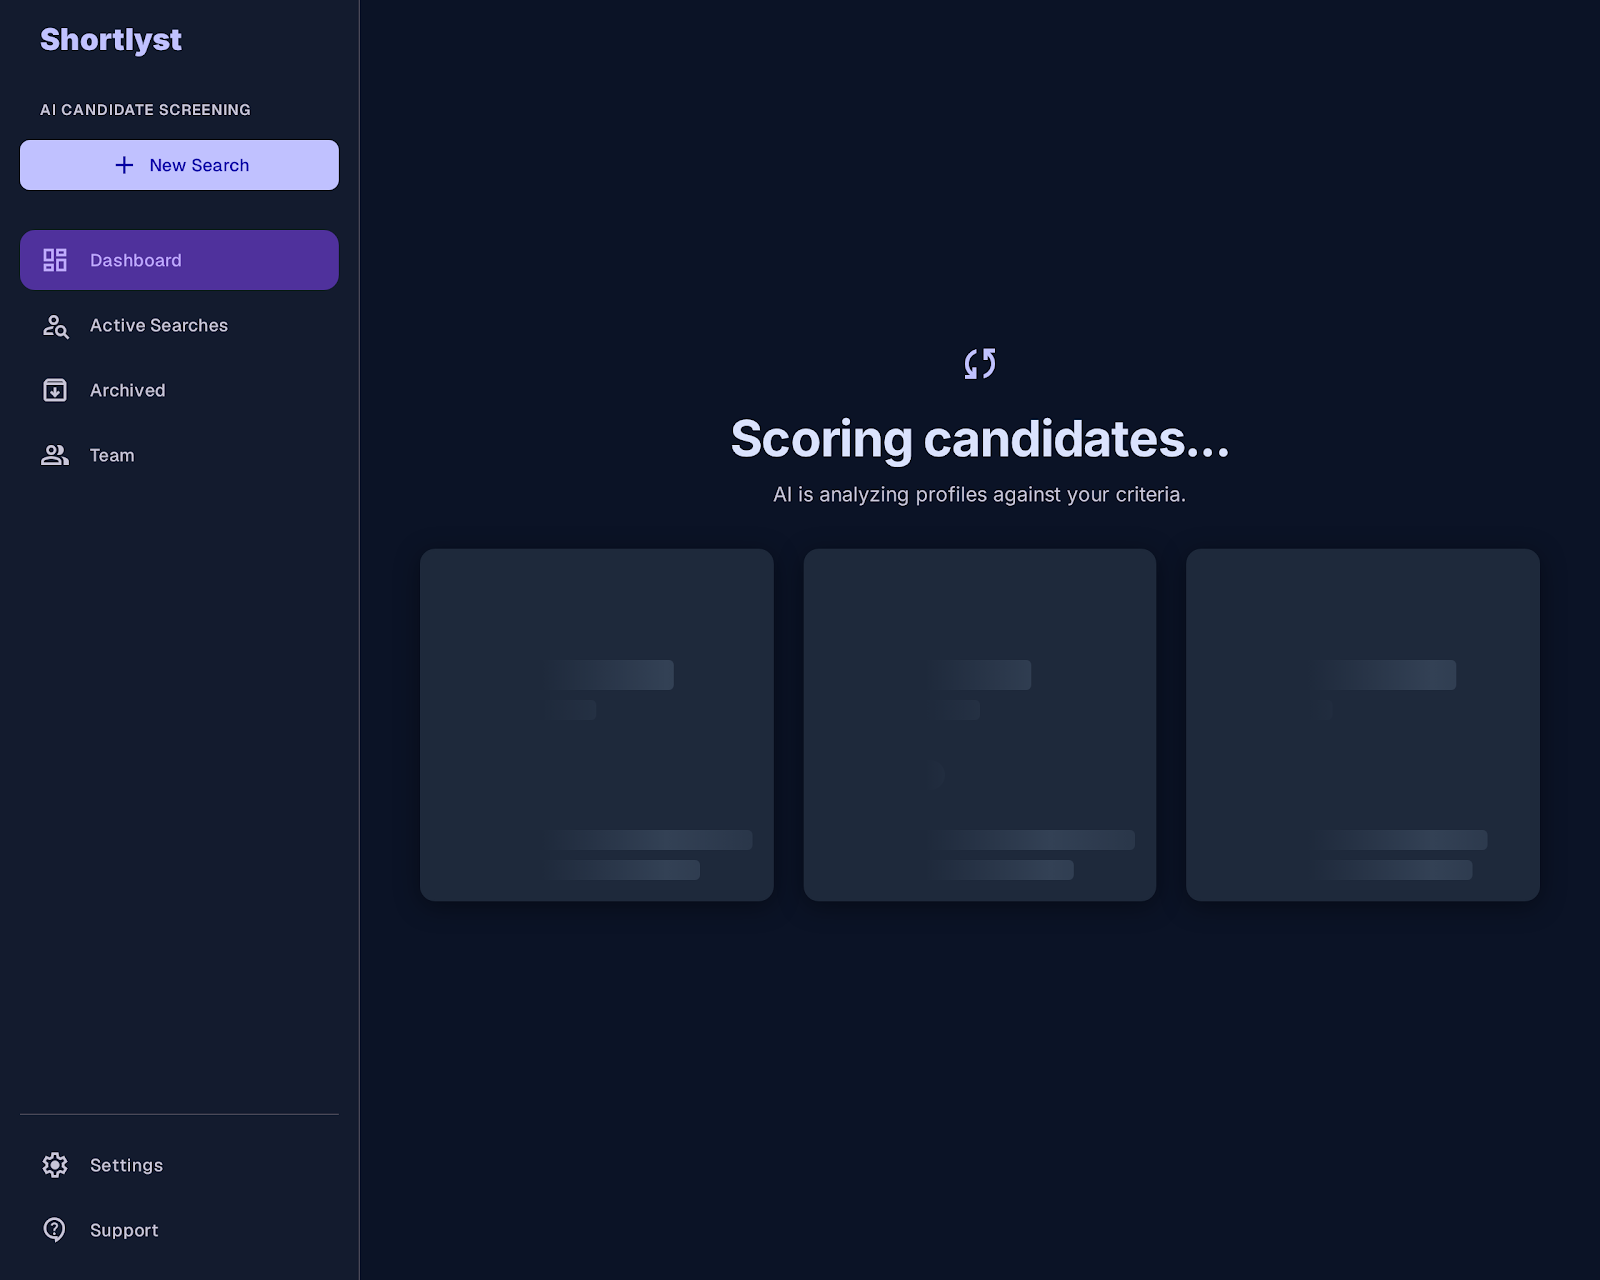 Shortlyst
AI CANDIDATE SCREENING
New Search
Dashboard
Active Searches
Archived
Team
Settings
Support
Scoring candidates...
AI is analyzing profiles against your criteria.